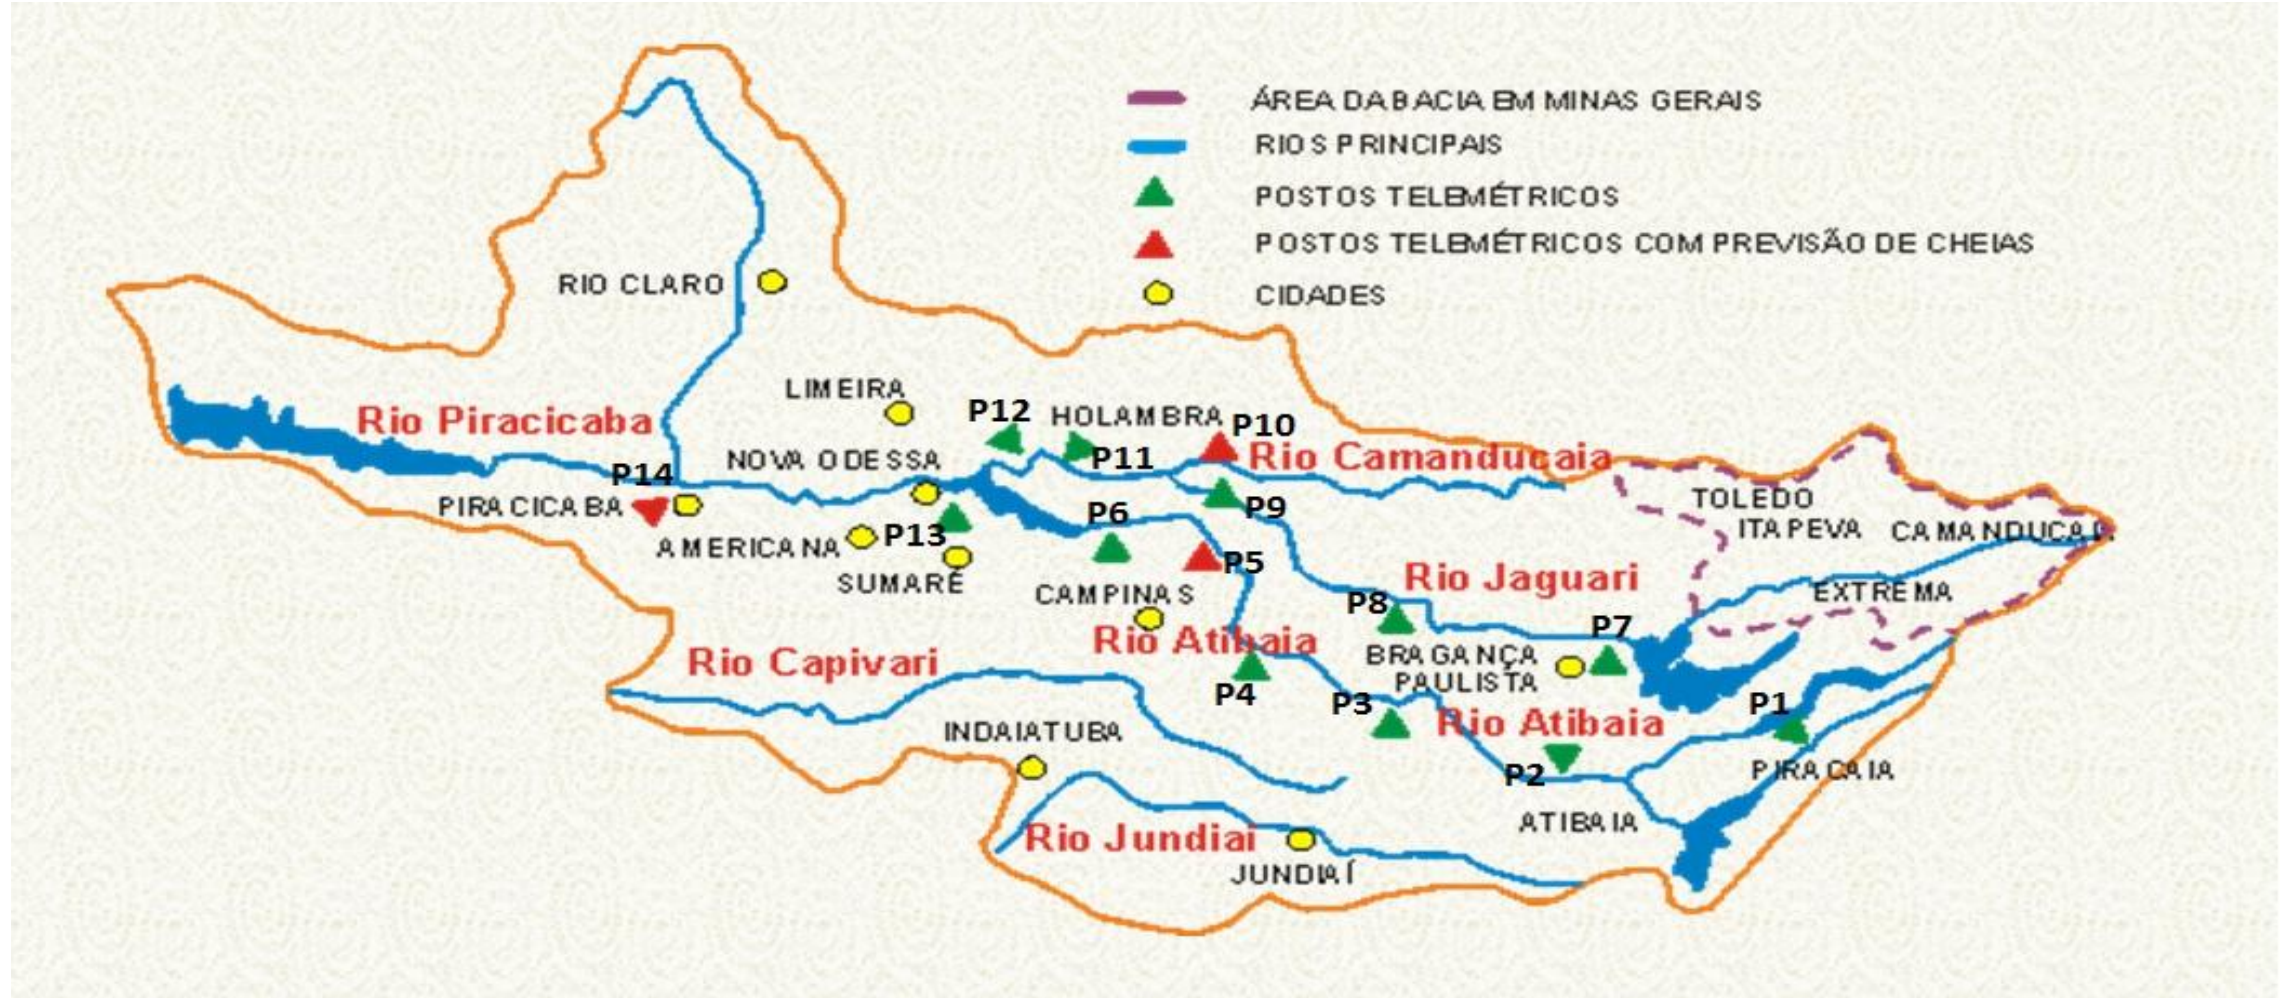 ÁREA DA BACIA EM MINAS GERAIS
RIOS PRINCIPAIS
POSTOS TELEMÉTRICOS
POSTOS TELEMÉTRICOS COM PREVISÃO DE CHEIAS
CIDADES
RIO CLARO
LIMEIRA
Rio Piracicaba
P12
HOLAMBRA
P10
NOVA ODESSA
P11
Rio Camanducaia
P14
PIRACICABA
P9
P6
TOLEDO
ITAPEVA
CAMANDUCAIA
AMERICANA
P13
SUMARÉ
P5
CAMPINAS
Rio Jaguari
EXTREMA
P8
P7
Rio Atibaia
BRAGANÇA
PAULISTA
Rio Capivari
P4
P3
P1
Rio Atibaia
INDAIATUBA
P2
PIRACAIA
ATIBAIA
Rio Jundiai
JUNDIAÍ